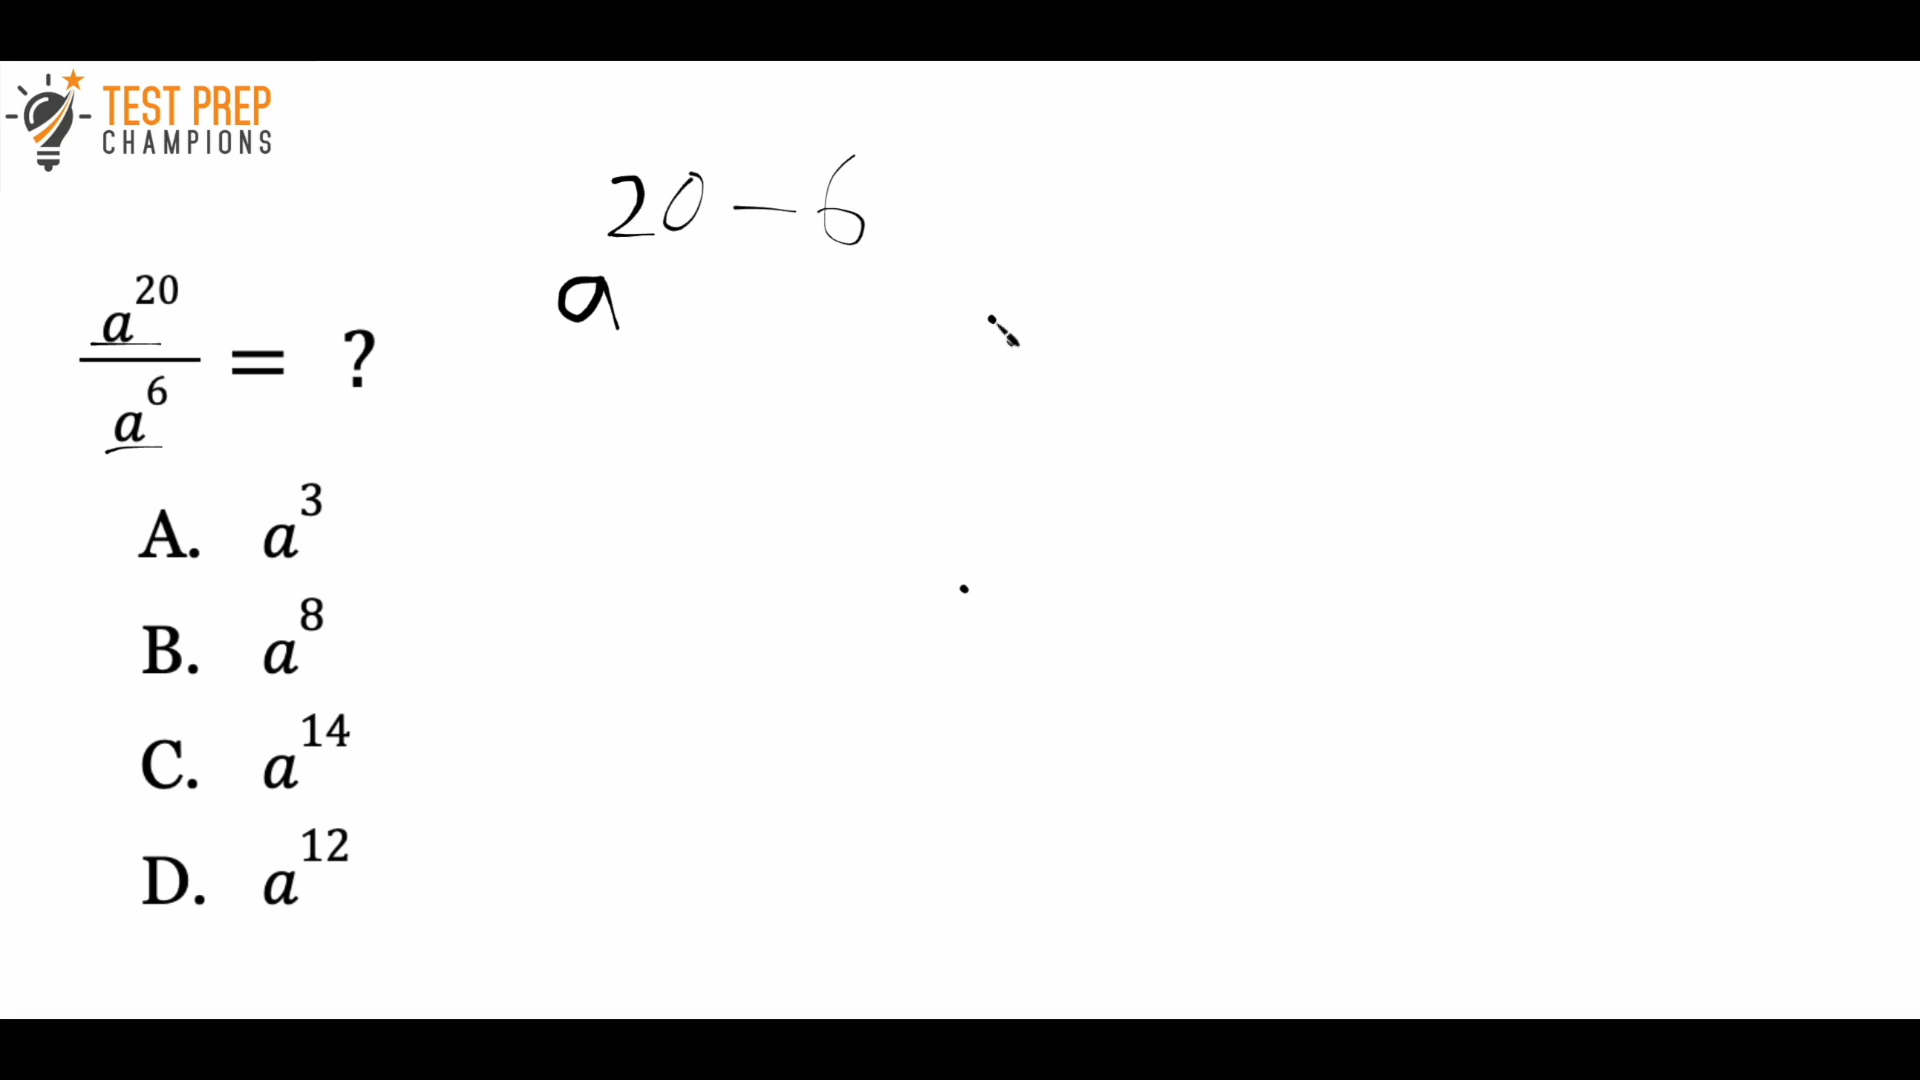 TEST PREP
CHAMPIONS
a^(20-6)
a^20/a^6 = ?
A. a^3
B. a^8
C. a^14
D. a^12